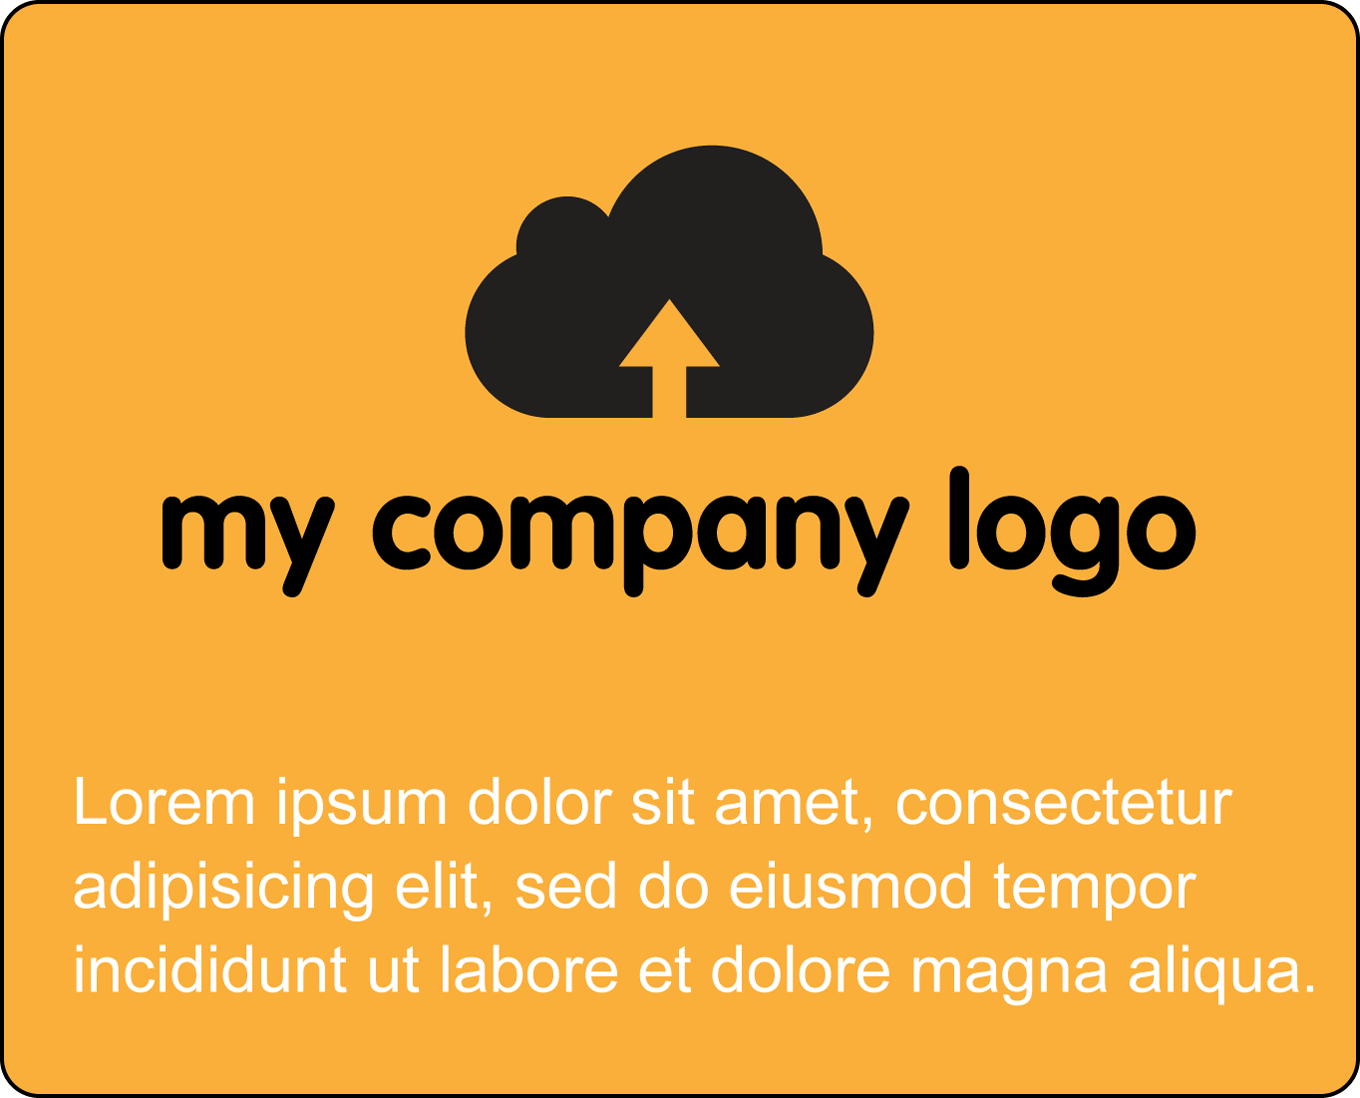 my company logo
Lorem ipsum dolor sit amet, consectetur
adipisicing elit, sed do eiusmod tempor
incididunt ut labore et dolore magna aliqua.